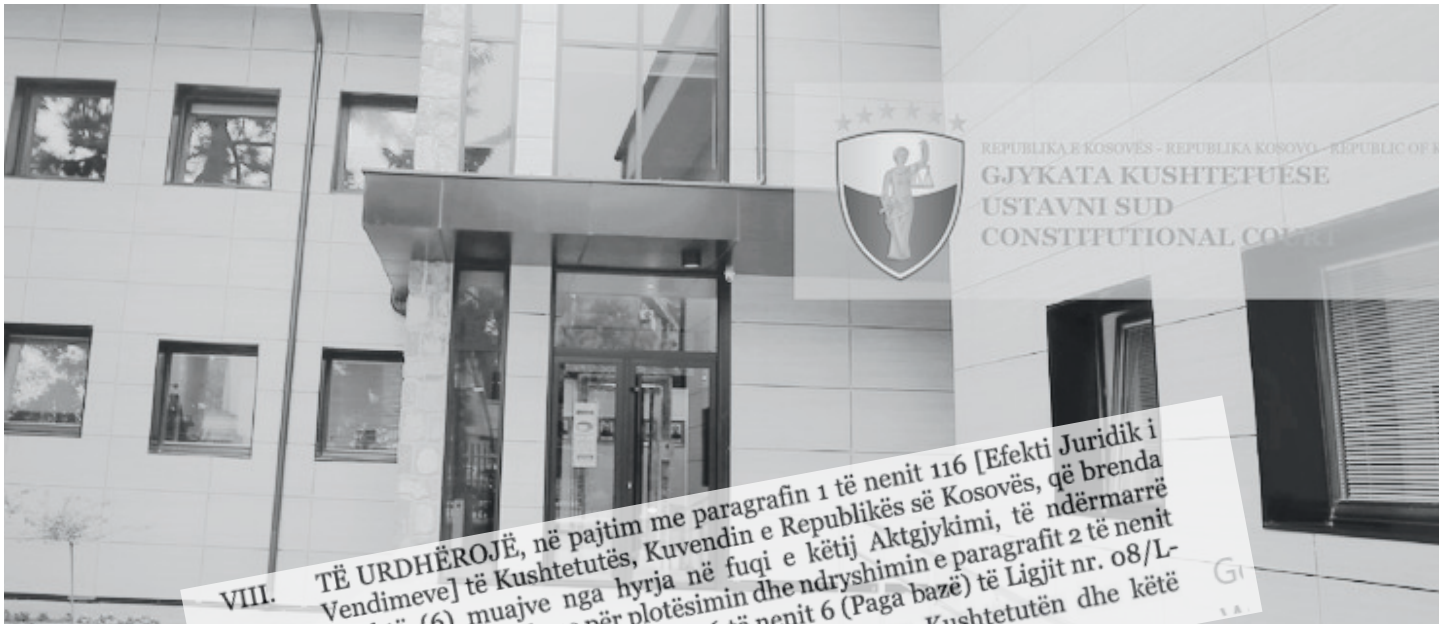 REPUBLIKA E KOSOVËS - REPUBLIKA KOSOVO - REPUBLIC OF K
GJYKATA KUSHTETUESE
USTAVNI SUD
CONSTITUTIONAL COURT
VIII. TË URDHËROJË, në pajtim me paragrafin 1 të nenit 116 [Efekti Juridik i
Vendimeve] të Kushtetutës, Kuvendin e Republikës së Kosovës, që brenda
(6) muajve nga hyrja në fuqi e këtij Aktgjykimi, të ndërmarrë
për plotësimin dhe ndryshimin e paragrafit 2 të nenit
të nenit 6 (Paga bazë) të Ligjit nr. 08/L-
Kushtetutën dhe këtë